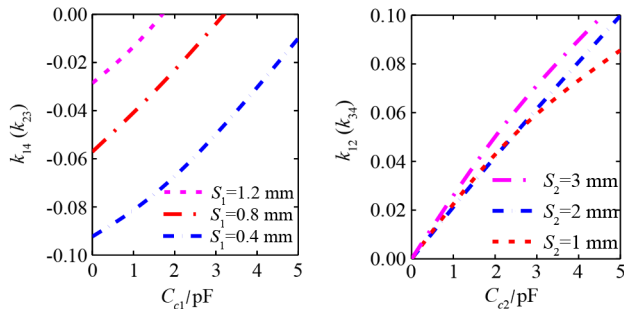 0.00
-0.02
-0.04
-0.06
-0.08
-0.10
k14 (k23)
S1=1.2 mm
S1=0.8 mm
S1=0.4 mm
0 1 2 3 4 5
Cc1/pF
0.10
0.08
0.06
0.04
0.02
0.00
k12 (k34)
S2=3 mm
S2=2 mm
S2=1 mm
0 1 2 3 4 5
Cc2/pF